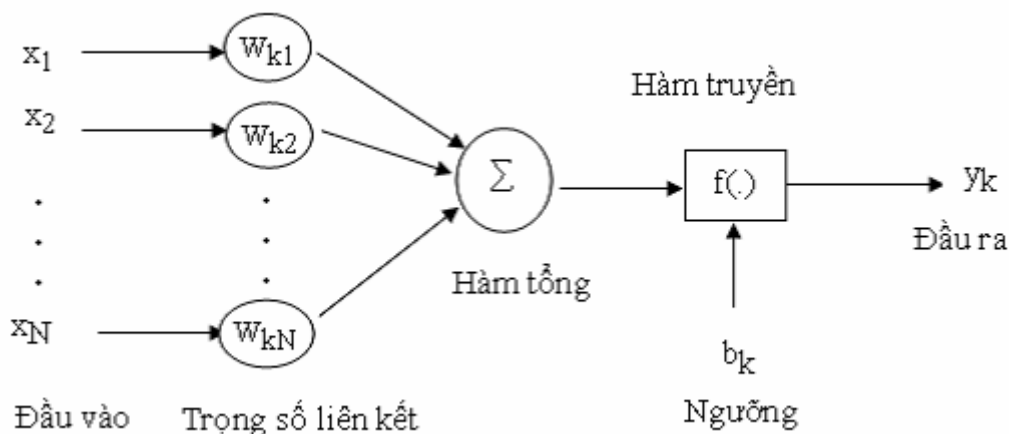 x1 wk1
Hàm truyền
x2 wk2
Σ f(.) yk
Đầu ra
Hàm tổng
xN wkN
bk
Đầu vào Trọng số liên kết Ngưỡng